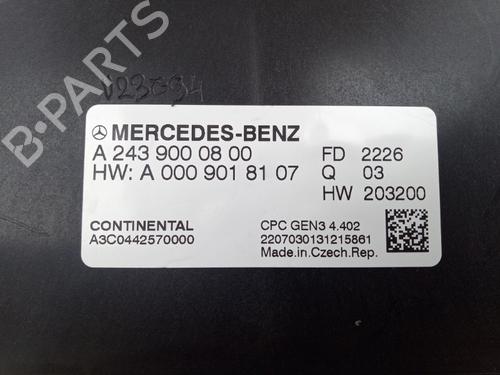 V23094
MERCEDES-BENZ
A 243 900 08 00
HW: A 000 901 81 07
FD 2226
Q 03
HW 203200
CONTINENTAL
A3C0442570000
CPC GEN3 4.402
2207030131215861
Made.in.Czech.Rep.
B-PARTS